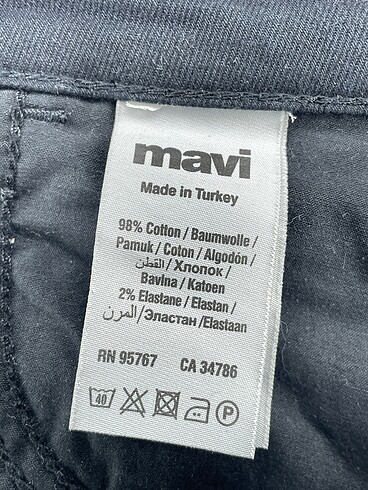 mavi
Made in Turkey
98% Cotton / Baumwolle /
Pamuk / Coton / Algodón /
القطن / Хлопок /
Bavlna / Katoen
2% Elastane / Elastan /
المرن / Эластан / Elastaan
RN 95767 CA 34786
40 P